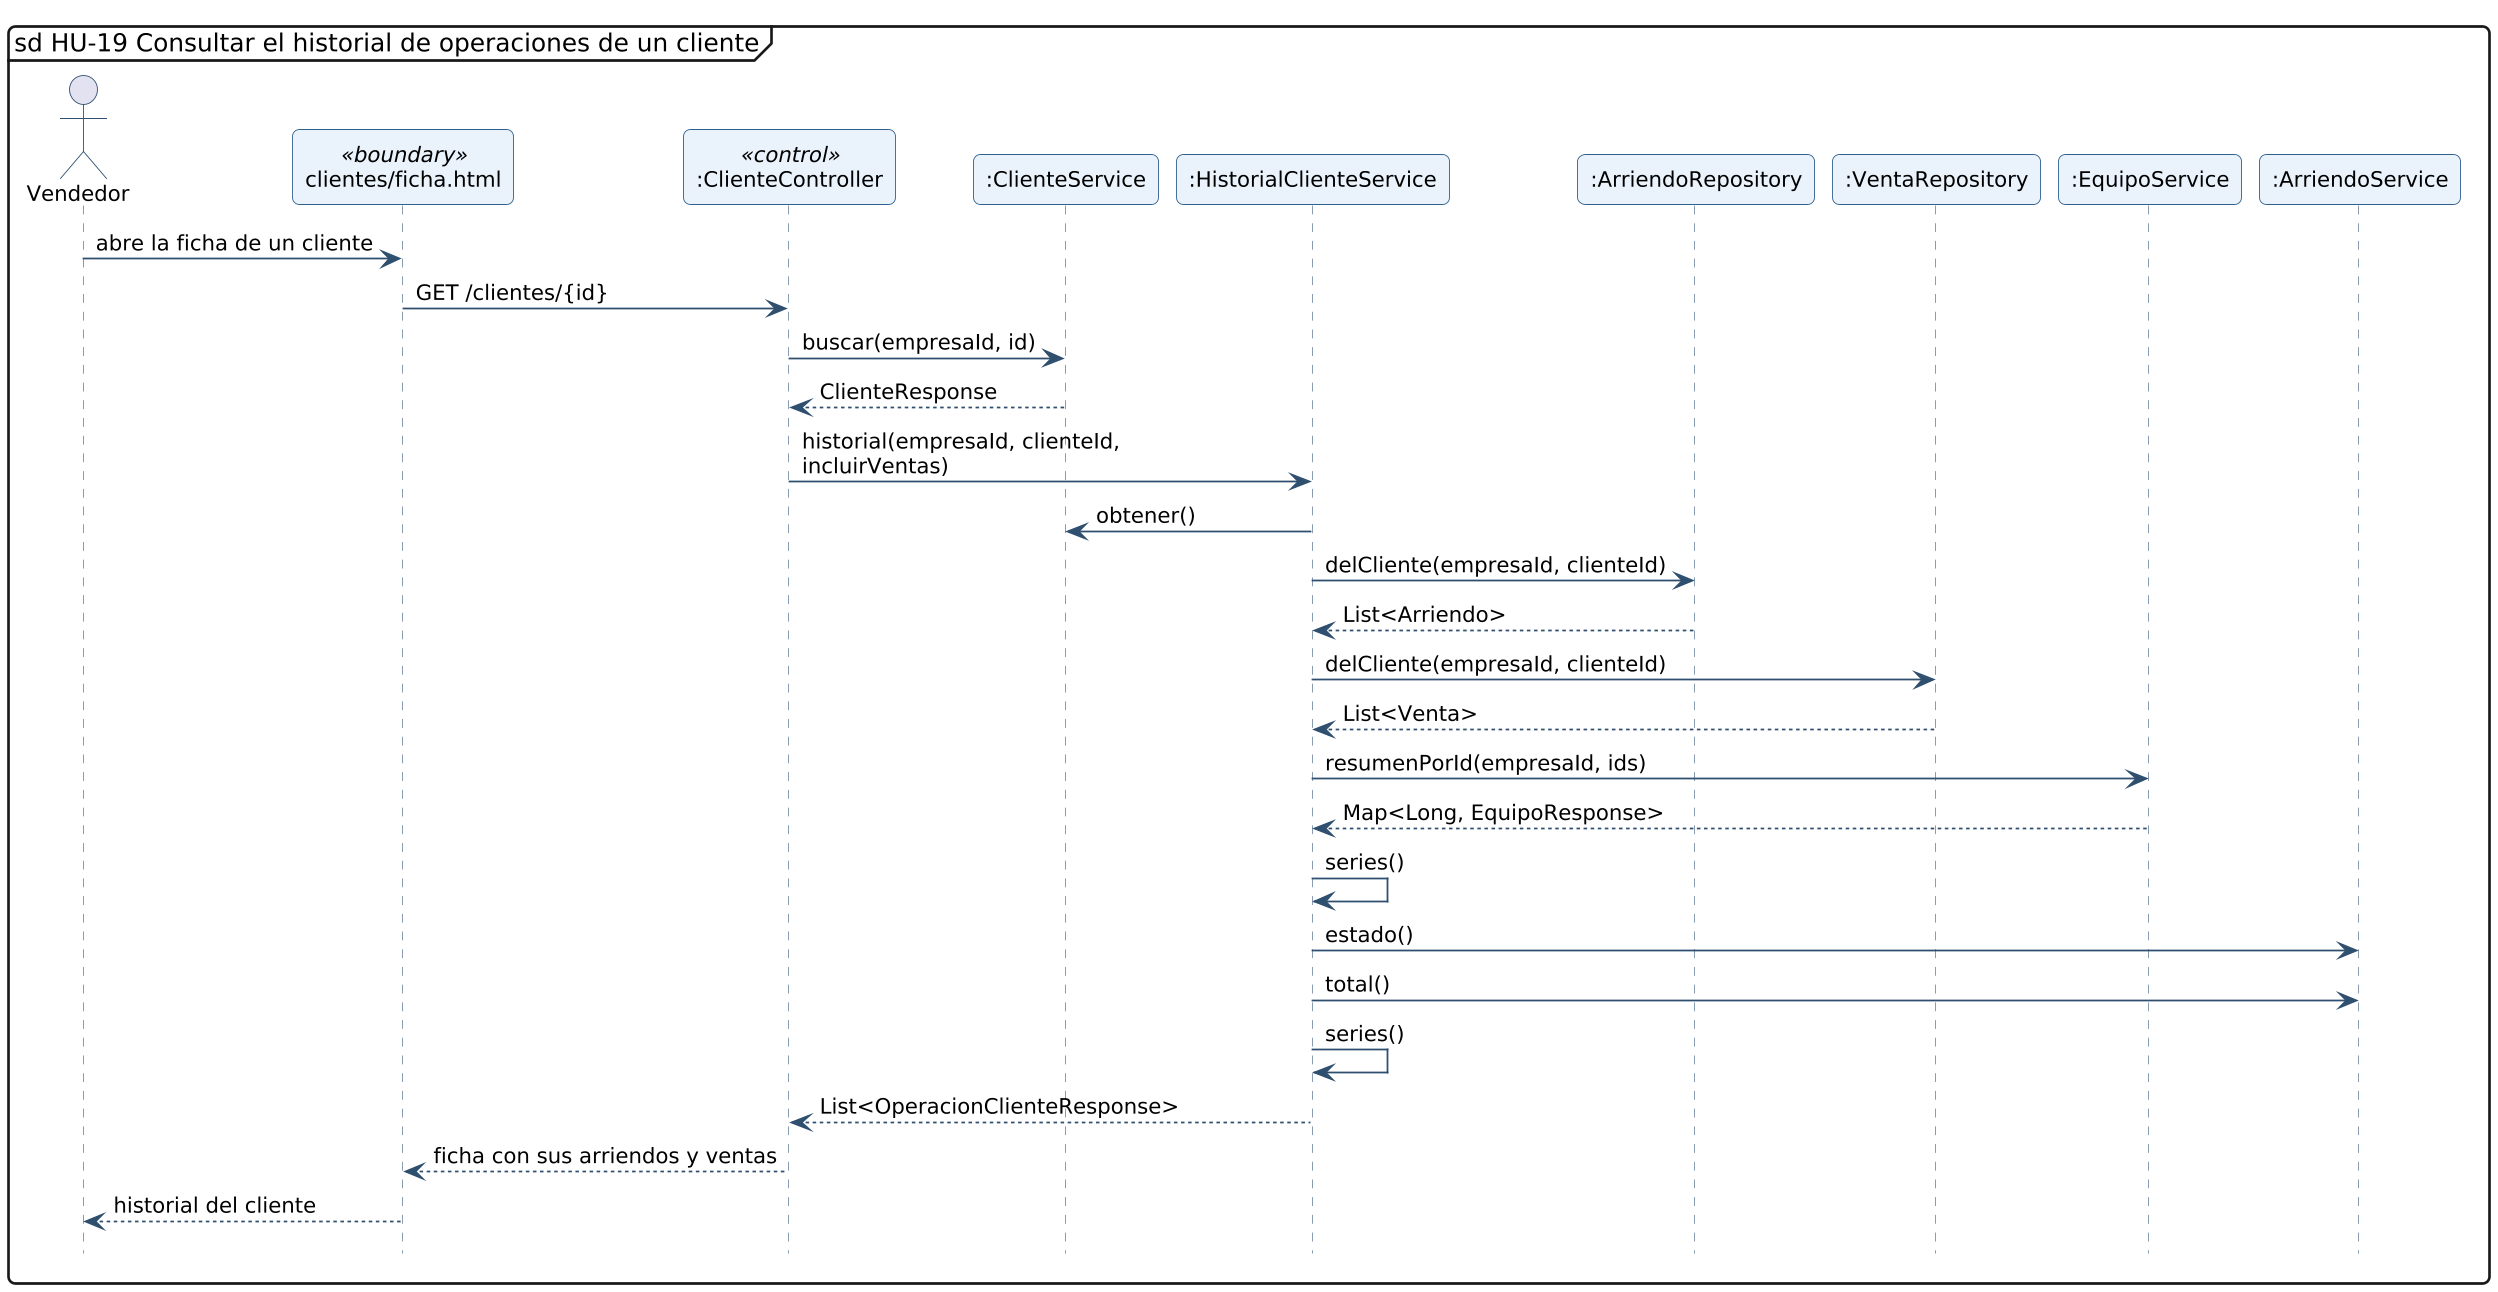 sd HU-19 Consultar el historial de operaciones de un cliente
Vendedor
«boundary»
clientes/ficha.html
«control»
:ClienteController
:ClienteService
:HistorialClienteService
:ArriendoRepository
:VentaRepository
:EquipoService
:ArriendoService
abre la ficha de un cliente
GET /clientes/{id}
buscar(empresaId, id)
ClienteResponse
historial(empresaId, clienteId,
incluirVentas)
obtener()
delCliente(empresaId, clienteId)
List<Arriendo>
delCliente(empresaId, clienteId)
List<Venta>
resumenPorId(empresaId, ids)
Map<Long, EquipoResponse>
series()
estado()
total()
series()
List<OperacionClienteResponse>
ficha con sus arriendos y ventas
historial del cliente